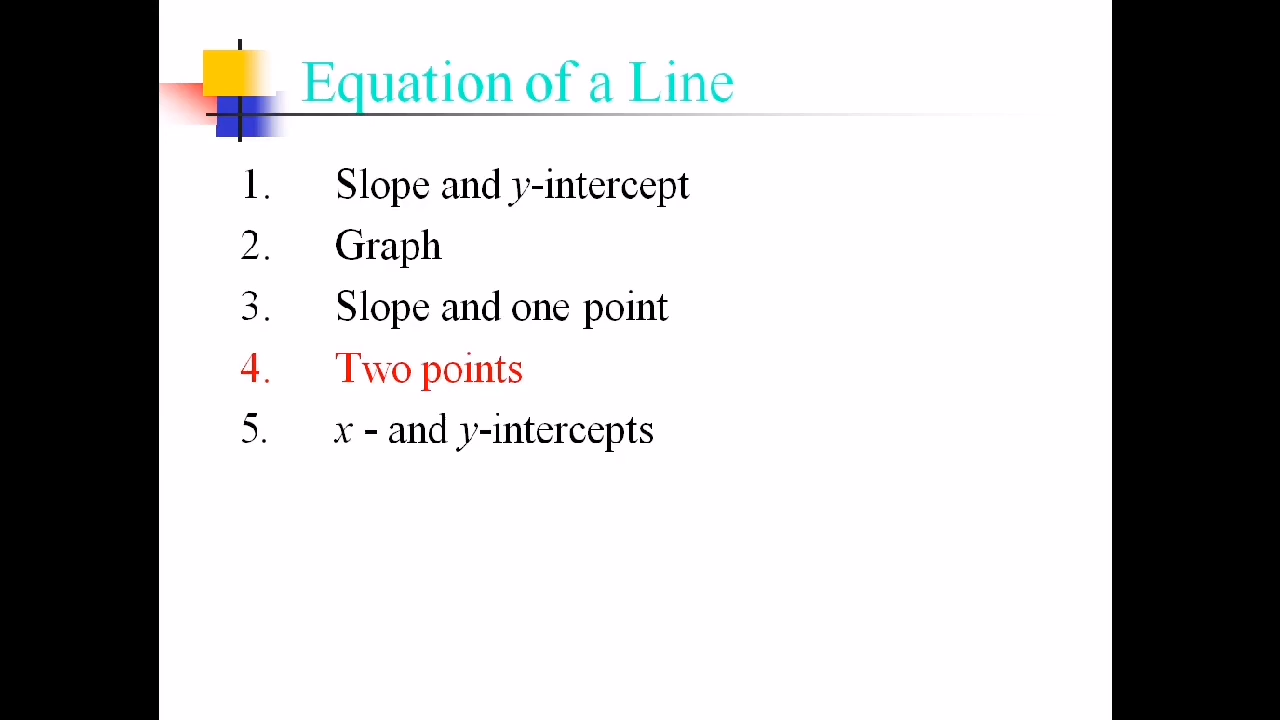 Equation of a Line
1. Slope and y-intercept
2. Graph
3. Slope and one point
4. Two points
5. x - and y-intercepts